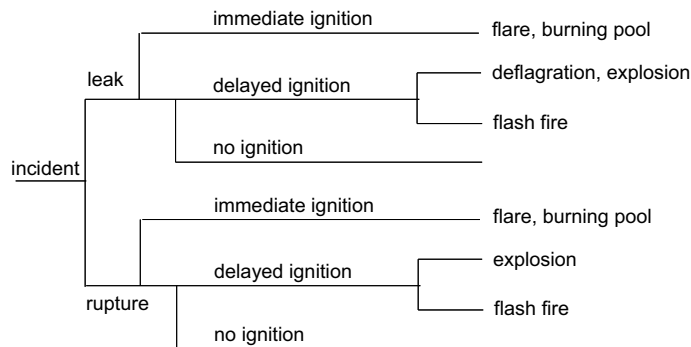 immediate ignition
flare, burning pool
leak
delayed ignition
deflagration, explosion
flash fire
no ignition
incident
immediate ignition
flare, burning pool
delayed ignition
explosion
rupture
flash fire
no ignition